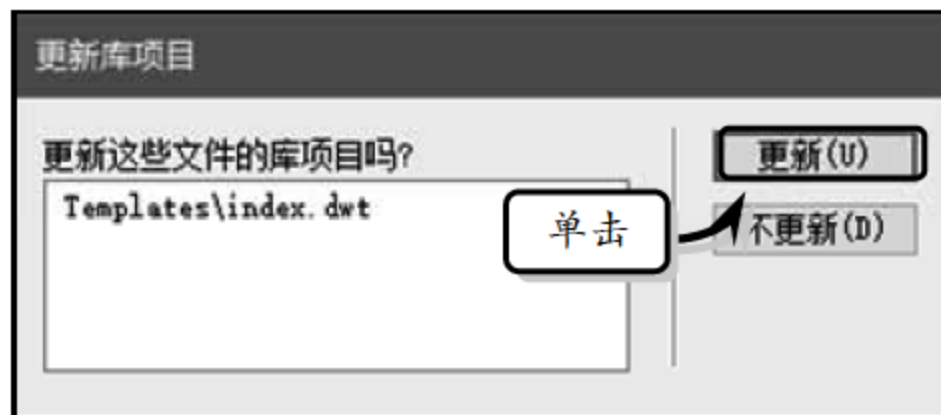 更新库项目
更新这些文件的库项目吗?
更新(U)
Templates\index.dwt
单击
不更新(D)